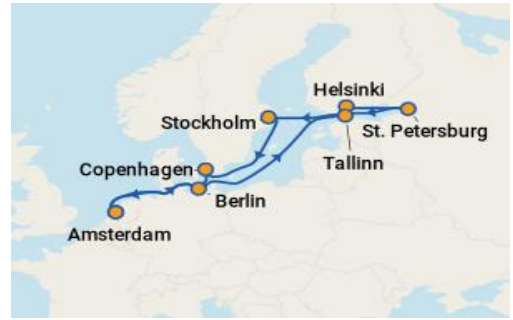 Helsinki
Stockholm
St. Petersburg
Tallinn
Copenhagen
Berlin
Amsterdam